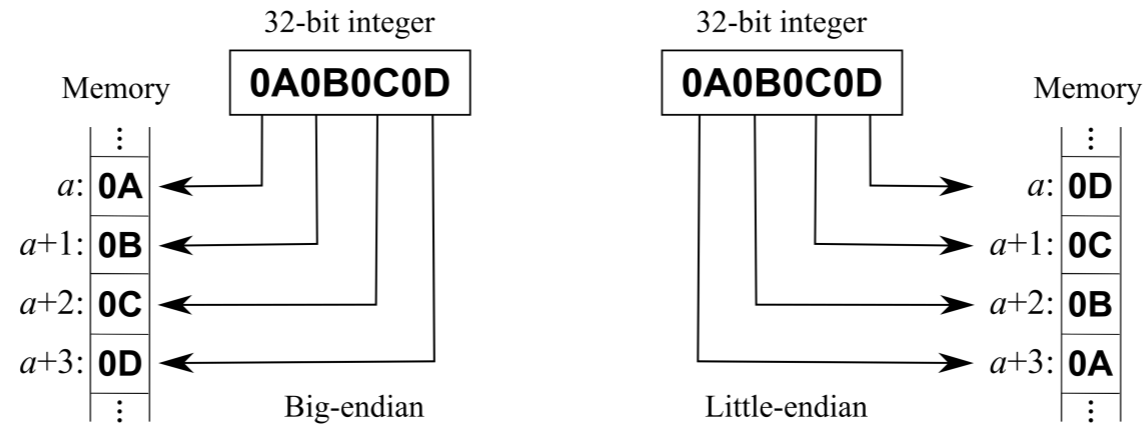 32-bit integer
0A0B0C0D
Memory
⋮
a: 0A
a+1: 0B
a+2: 0C
a+3: 0D
⋮
Big-endian
32-bit integer
0A0B0C0D
Memory
⋮
a: 0D
a+1: 0C
a+2: 0B
a+3: 0A
⋮
Little-endian